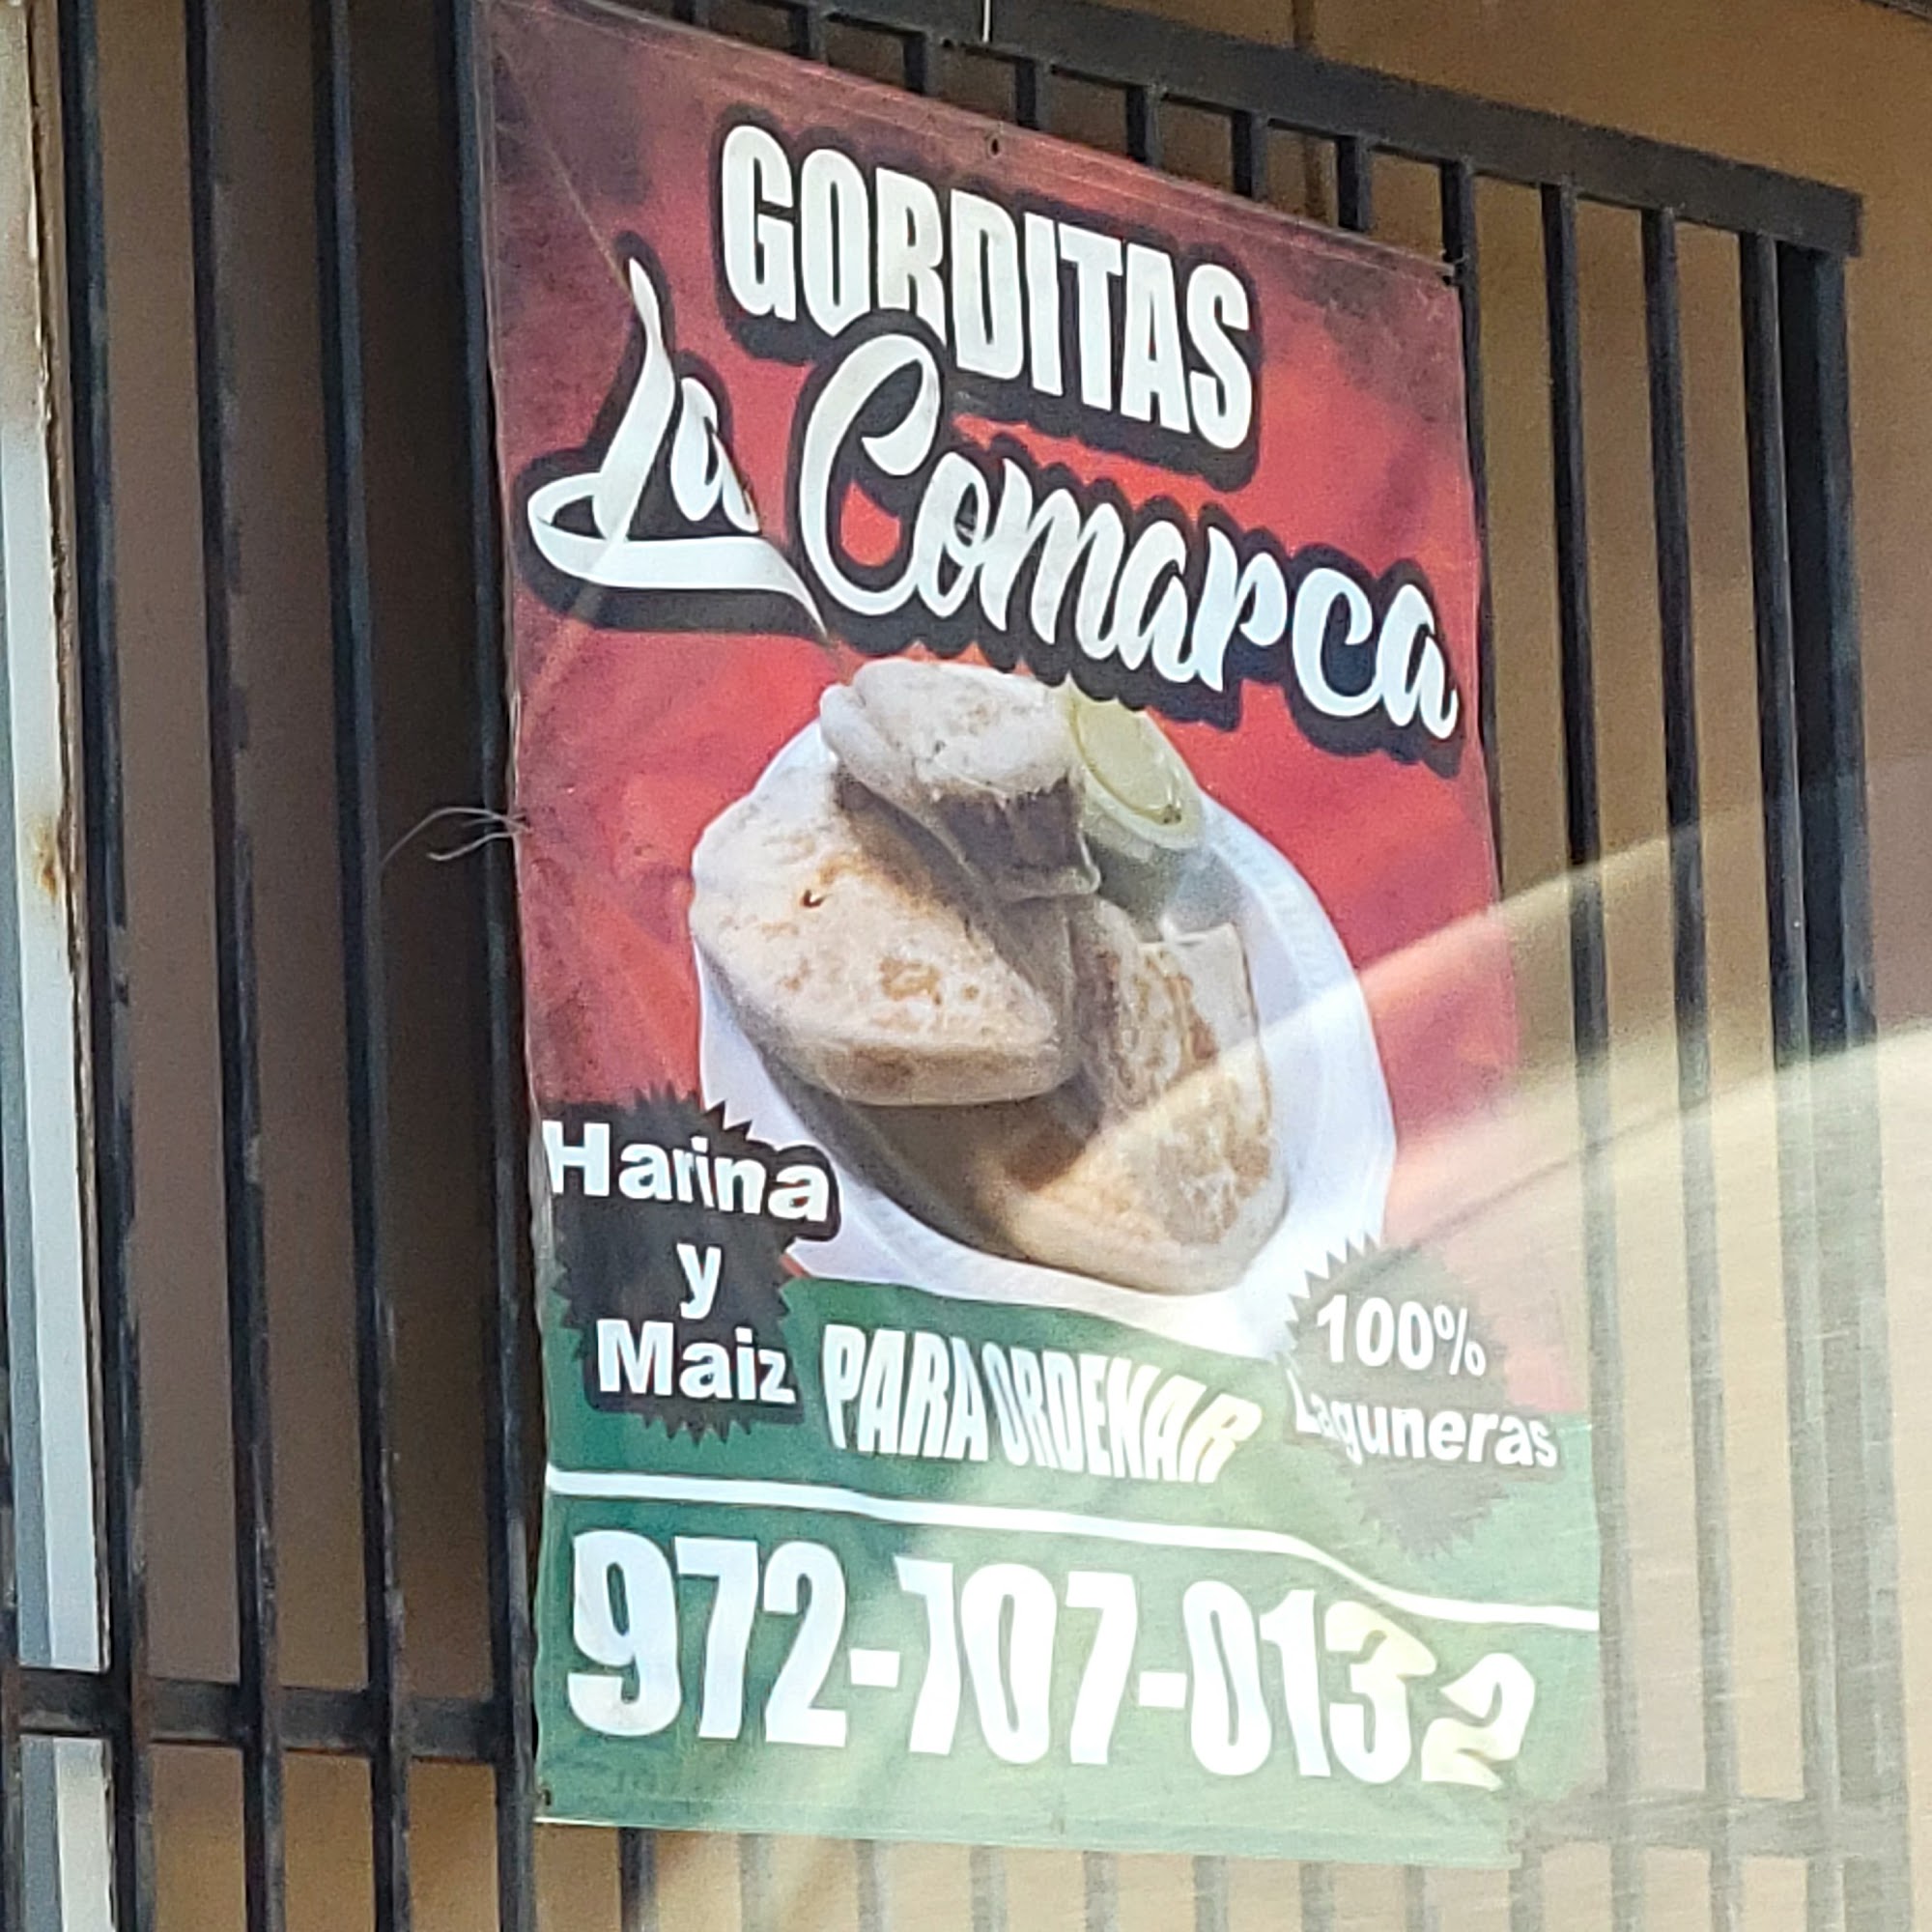 GORDITAS
La Comarca
Harina
y
Maiz
PARA ORDENAR
100%
Laguneras
972-707-0132